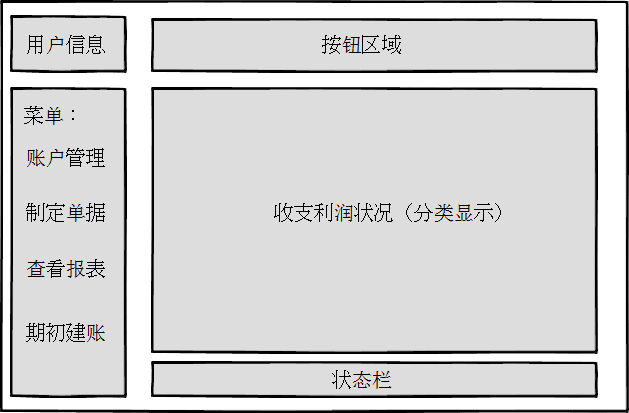 用户信息
按钮区域
菜单：
账户管理
制定单据
查看报表
期初建账
收支利润状况（分类显示）
状态栏